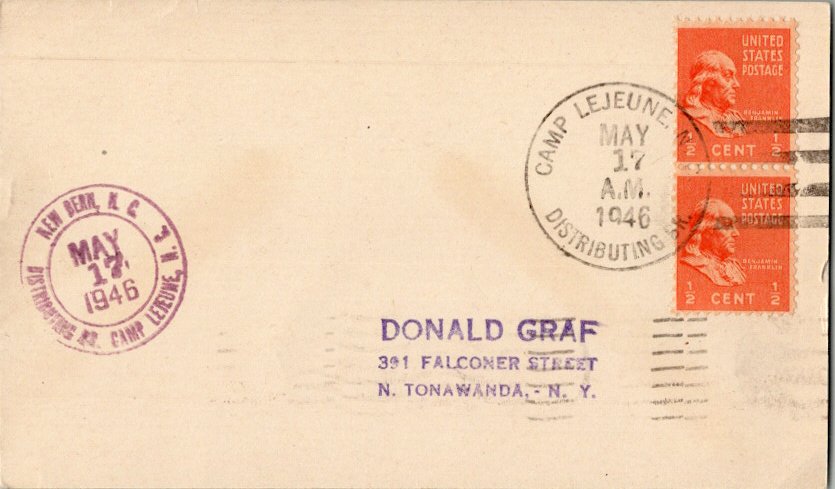 UNITED
STATES
POSTAGE
BENJAMIN
FRANKLIN
1/2 CENT 1/2
UNITED
STATES
POSTAGE
BENJAMIN
FRANKLIN
1/2 CENT 1/2
CAMP LEJEUNE, N.
MAY
17
A.M.
1946
DISTRIBUTING BR.
NEW BERN, N. C.
MAY
17
1946
DISTRIBUTING BR. CAMP LEJEUNE, N. C.
DONALD GRAF
391 FALCONER STREET
N. TONAWANDA, - N. Y.